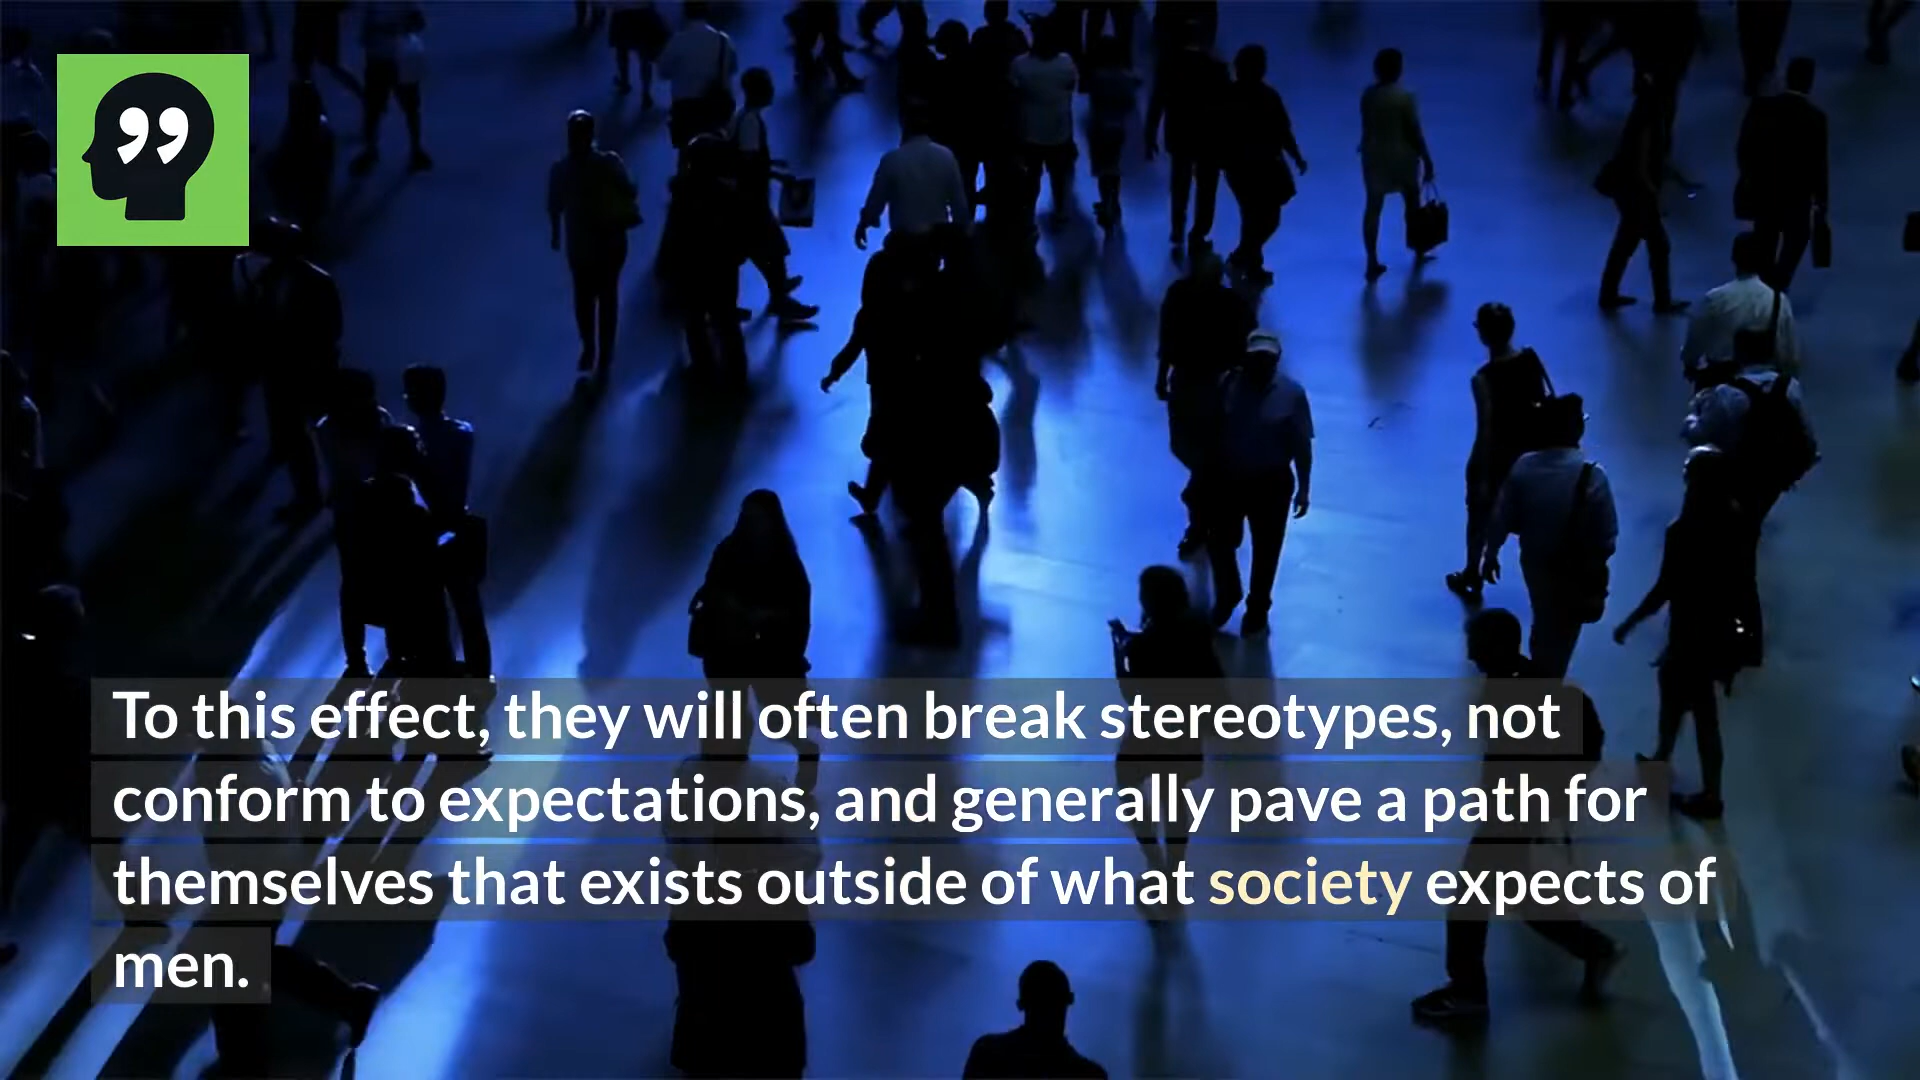 To this effect, they will often break stereotypes, not
conform to expectations, and generally pave a path for
themselves that exists outside of what society expects of
men.